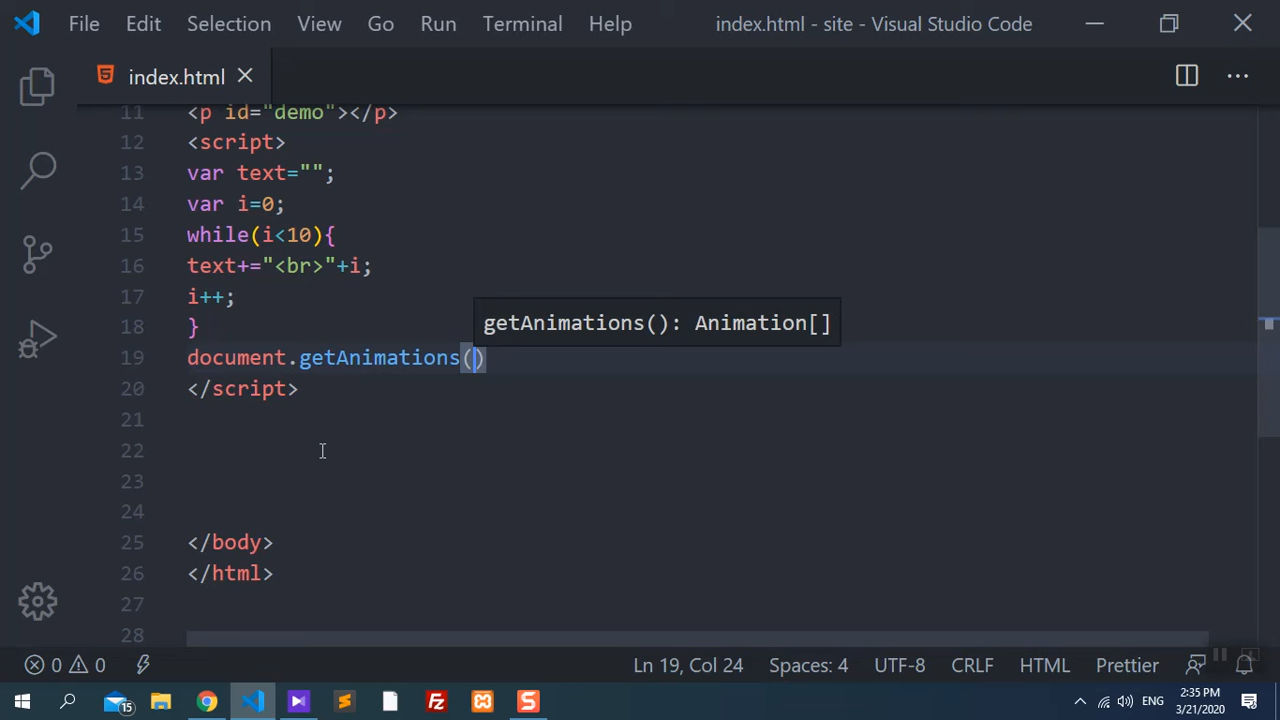 File Edit Selection View Go Run Terminal Help index.html - site - Visual Studio Code
index.html
11 <p id="demo"></p>
12 <script>
13 var text="";
14 var i=0;
15 while(i<10){
16 text+="<br>"+i;
17 i++;
getAnimations(): Animation[]
18 }
19 document.getAnimations()
20 </script>
21
22
23
24
25 </body>
26 </html>
27
28
0 0 Ln 19, Col 24 Spaces: 4 UTF-8 CRLF HTML Prettier
15 ENG 2:35 PM
3/21/2020